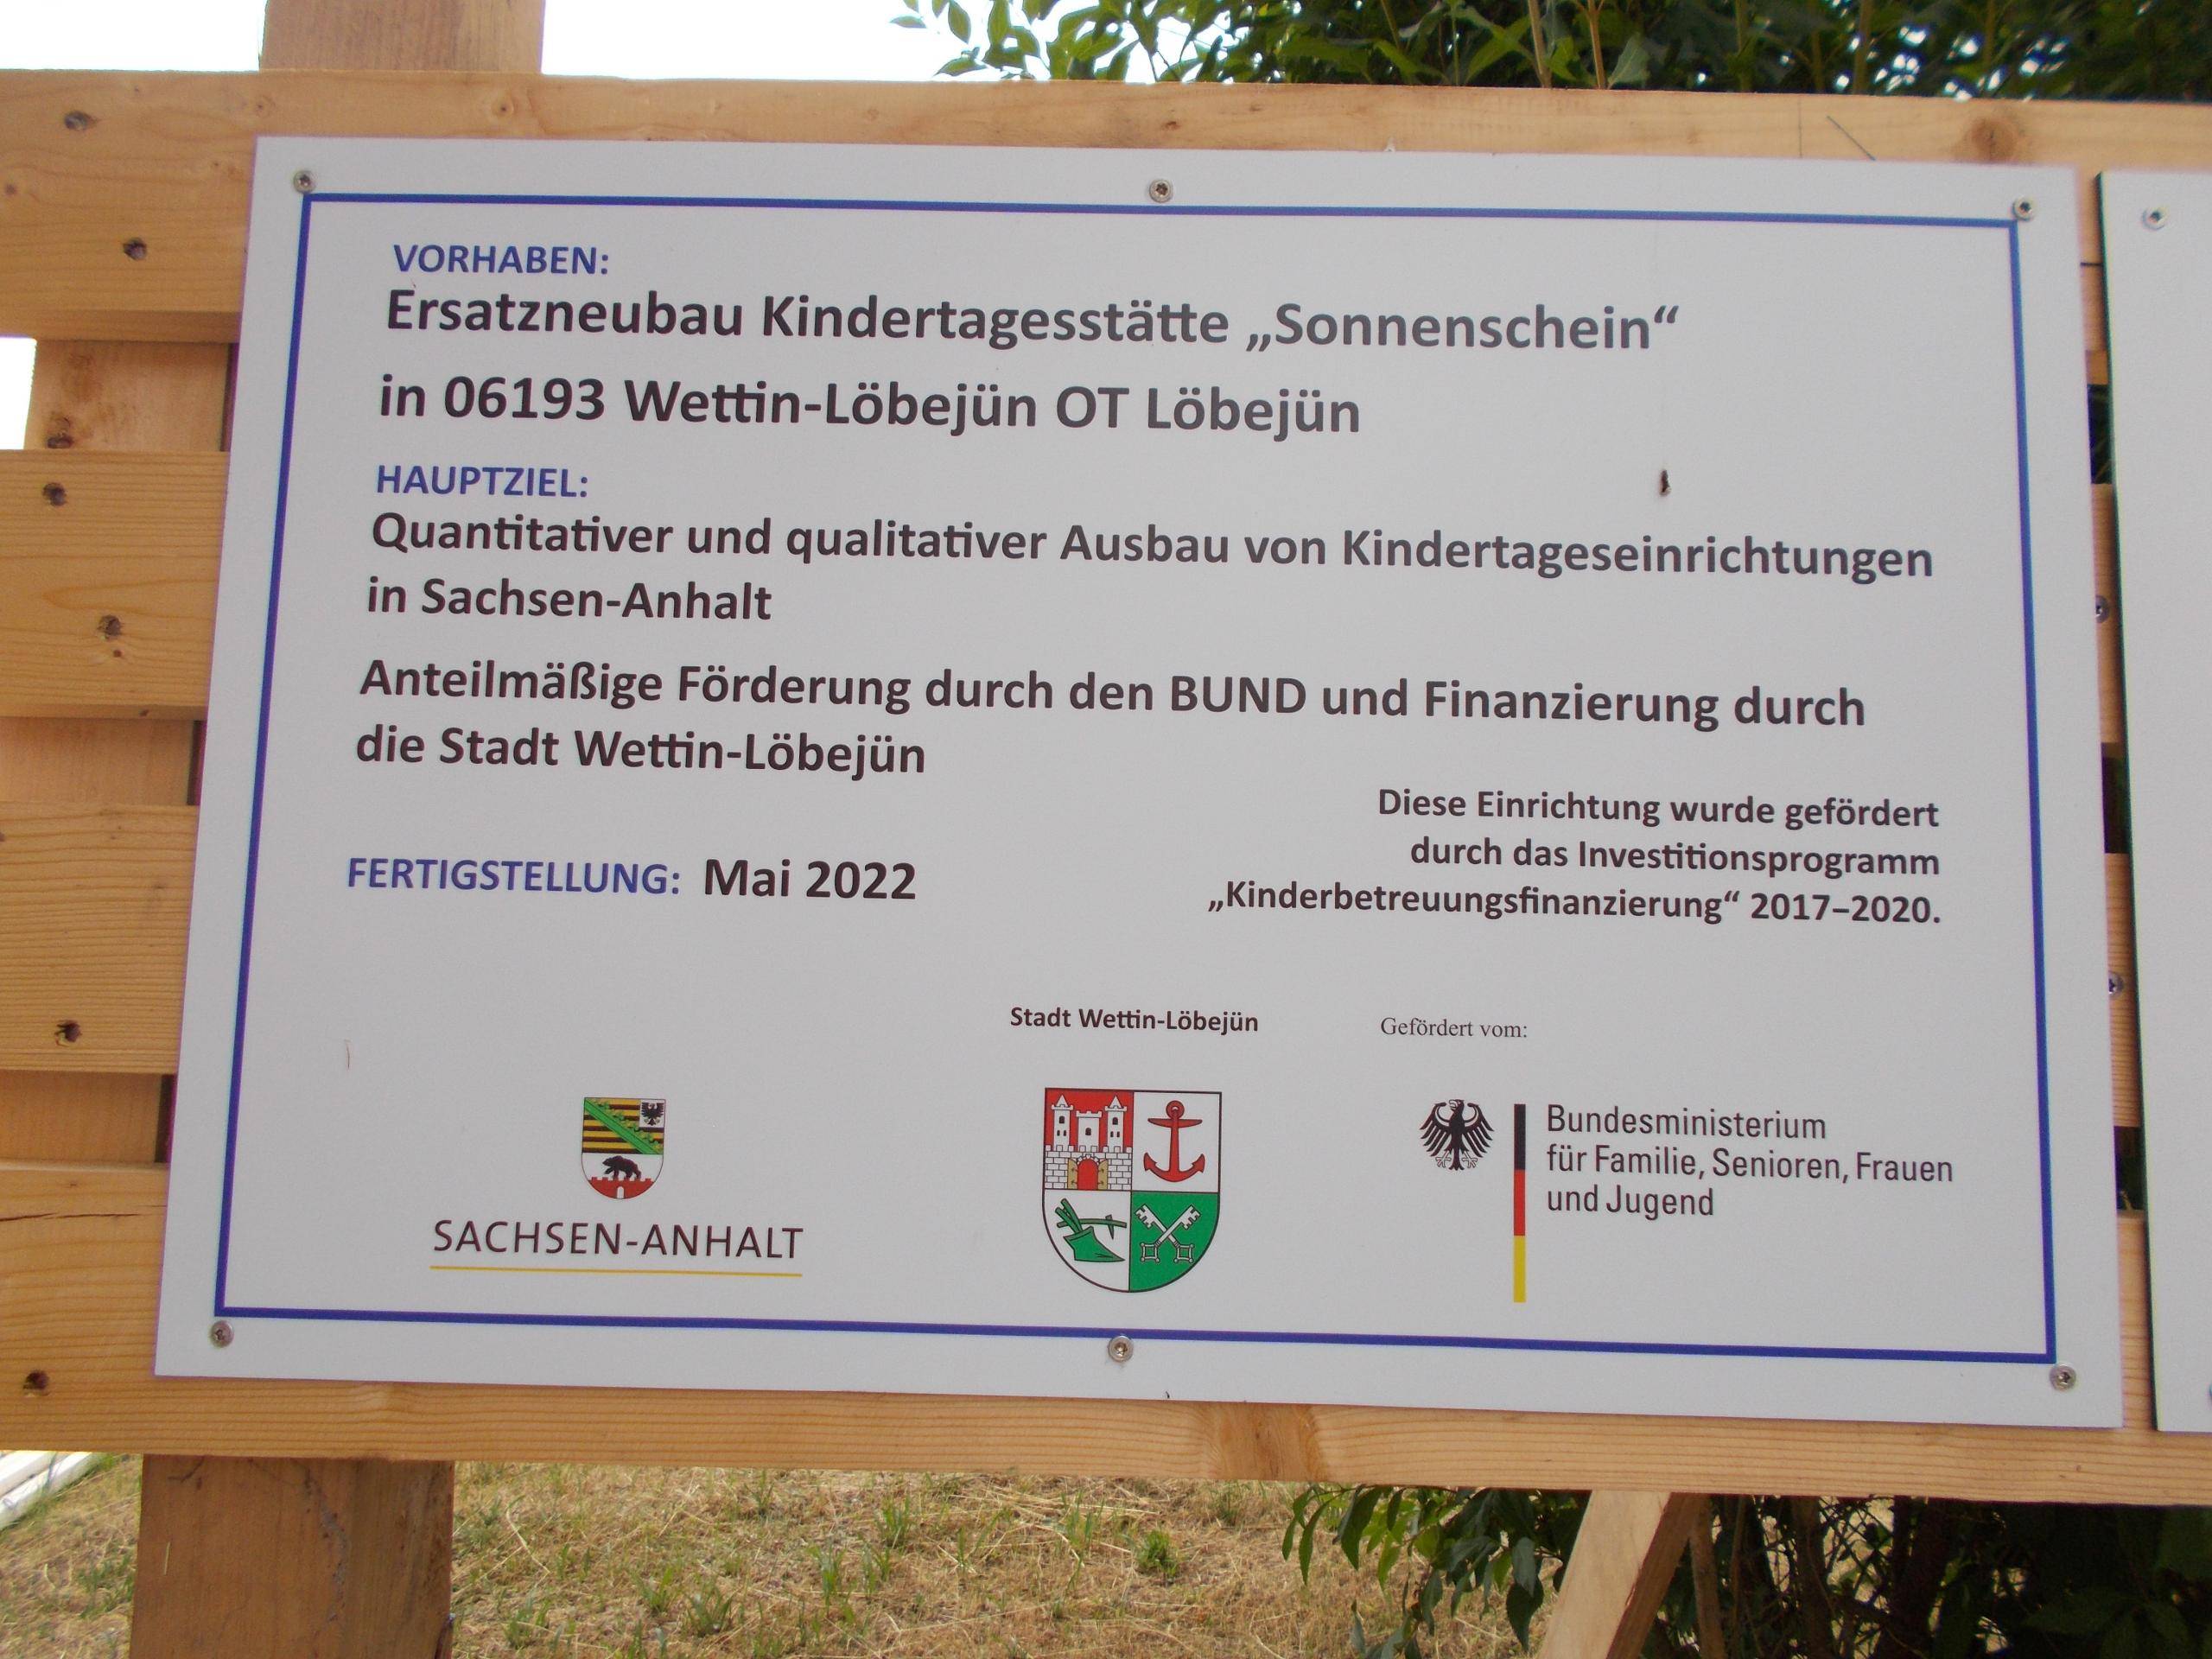 VORHABEN:
Ersatzneubau Kindertagesstätte „Sonnenschein“
in 06193 Wettin-Löbejün OT Löbejün
HAUPTZIEL:
Quantitativer und qualitativer Ausbau von Kindertageseinrichtungen
in Sachsen-Anhalt
Anteilmäßige Förderung durch den BUND und Finanzierung durch
die Stadt Wettin-Löbejün
Diese Einrichtung wurde gefördert
durch das Investitionsprogramm
„Kinderbetreuungsfinanzierung“ 2017–2020.
FERTIGSTELLUNG: Mai 2022
SACHSEN-ANHALT
Stadt Wettin-Löbejün
Gefördert vom:
Bundesministerium
für Familie, Senioren, Frauen
und Jugend